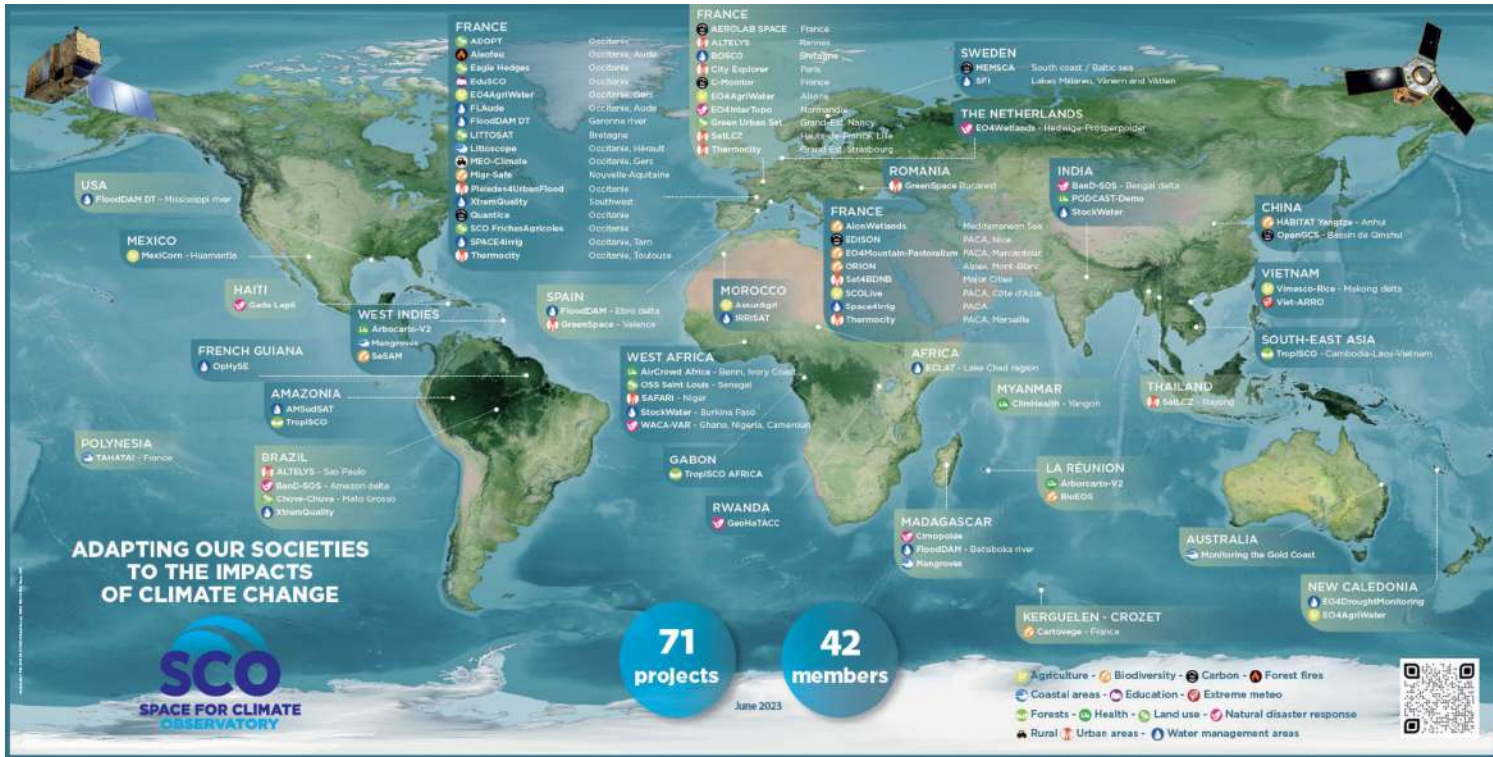 FRANCE
ADOPT Occitanie
Aleofeu Occitanie, Aude
Eagle Hedges Occitanie
EduSCO Occitanie
EO4AgriWater Occitanie, Gers
FLAude Occitanie, Aude
FloodDAM DT Garonne river
LITTOSAT Bretagne
Littoscope Occitanie, Hérault
MEO-Climate Occitanie, Gers
Migr-Safe Nouvelle-Aquitaine
Pleiades4UrbanFlood Occitanie
XtremQuality Southwest
Quantica Occitanie
SCO FrichesAgricoles Occitanie
SPACE4irrig Occitanie, Tarn
Thermocity Occitanie, Toulouse
FRANCE
AEROLAB SPACE France
ALTELYS Rennes
BOSCO Bretagne
City Explorer Paris
C-Monitor France
EO4AgriWater Alsace
EO4InterTopo Normandie
Green Urban Sat Grand-Est, Nancy
SatLCZ Hauts-de-France, Lille
Thermocity Grand Est, Strasbourg
SWEDEN
MEMSCA South coast / Baltic sea
SFI Lakes Mälaren, Vänern and Vättern
THE NETHERLANDS
EO4Wetlands - Hedwige-Prosperpolder
ROMANIA
GreenSpace Bucarest
INDIA
BanD-SOS - Bengal delta
PODCAST-Demo
StockWater
CHINA
HABITAT Yangtze - Anhui
OpenGCS - Bassin de Qinshui
USA
FloodDAM DT - Mississipi river
MEXICO
MexiCorn - Huamantla
HAITI
Gade Lapli
WEST INDIES
Arbocarto-V2
Mangroves
SeSAM
FRENCH GUIANA
OpHySE
AMAZONIA
AMSudSAT
TropiSCO
POLYNESIA
TAHATAI - France
BRAZIL
ALTELYS - Sao Paulo
BanD-SOS - Amazon delta
Chove-Chuva - Mato Grosso
XtremQuality
SPAIN
FloodDAM - Ebro delta
GreenSpace - Valence
MOROCCO
AssurAgri
IRRISAT
FRANCE
AlonWetlands Mediterranean Sea
EDISON PACA, Nice
EO4Mountain-Pastoralism PACA, Mercantour
ORION Alpes, Mont-Blanc
Sat4BDNB Major Cities
SCOLive PACA, Côte d'Azur
Space4irrig PACA
Thermocity PACA, Marseille
VIETNAM
Vimesco-Rice - Mekong delta
Viet-ARRO
SOUTH-EAST ASIA
TropiSCO - Cambodia-Laos-Vietnam
WEST AFRICA
AirCrowd Africa - Benin, Ivory Coast
OSS Saint Louis - Senegal
SAFARI - Niger
StockWater - Burkina Faso
WACA-VAR - Ghana, Nigeria, Cameroun
AFRICA
ECLAT - Lake Chad region
MYANMAR
ClimHealth - Yangon
THAILAND
SatLCZ - Rayong
GABON
TropiSCO AFRICA
RWANDA
GeoHaTACC
LA RÉUNION
Arborcarto-V2
BioEOS
MADAGASCAR
Cimopolée
FloodDAM - Betsiboka river
Mangroves
AUSTRALIA
Monitoring the Gold Coast
NEW CALEDONIA
EO4DroughtMonitoring
EO4AgriWater
KERGUELEN - CROZET
Cartovege - France
ADAPTING OUR SOCIETIES
TO THE IMPACTS
OF CLIMATE CHANGE
SCO
SPACE FOR CLIMATE
OBSERVATORY
71
projects
42
members
June 2023
Agriculture - Biodiversity - Carbon - Forest fires
Coastal areas - Education - Extreme meteo
Forests - Health - Land use - Natural disaster response
Rural Urban areas - Water management areas